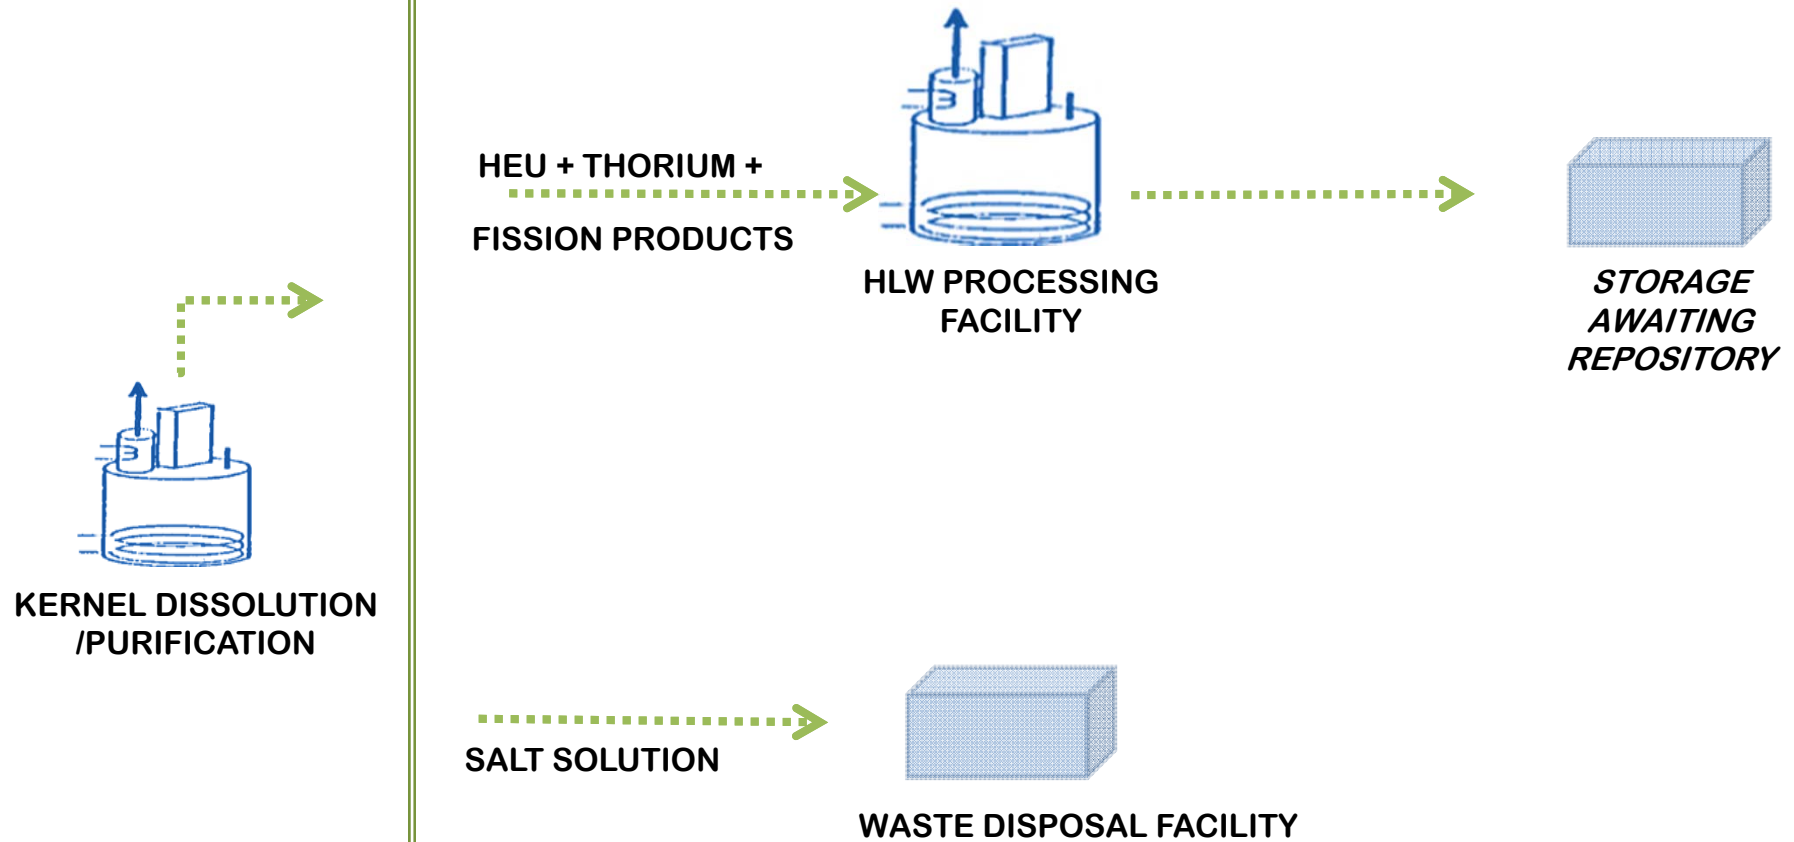 HEU + THORIUM +
FISSION PRODUCTS
HLW PROCESSING
FACILITY
STORAGE
AWAITING
REPOSITORY
KERNEL DISSOLUTION
/PURIFICATION
SALT SOLUTION
WASTE DISPOSAL FACILITY